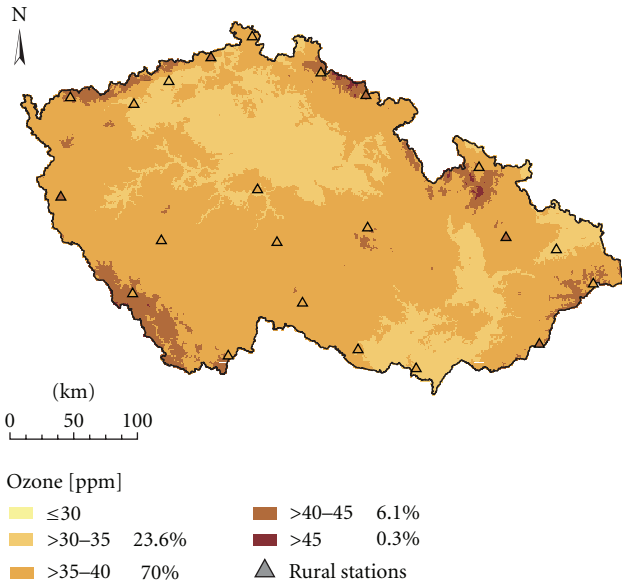 N
(km)
0 50 100
Ozone [ppm]
≤30
>30–35 23.6%
>35–40 70%
>40–45 6.1%
>45 0.3%
Rural stations